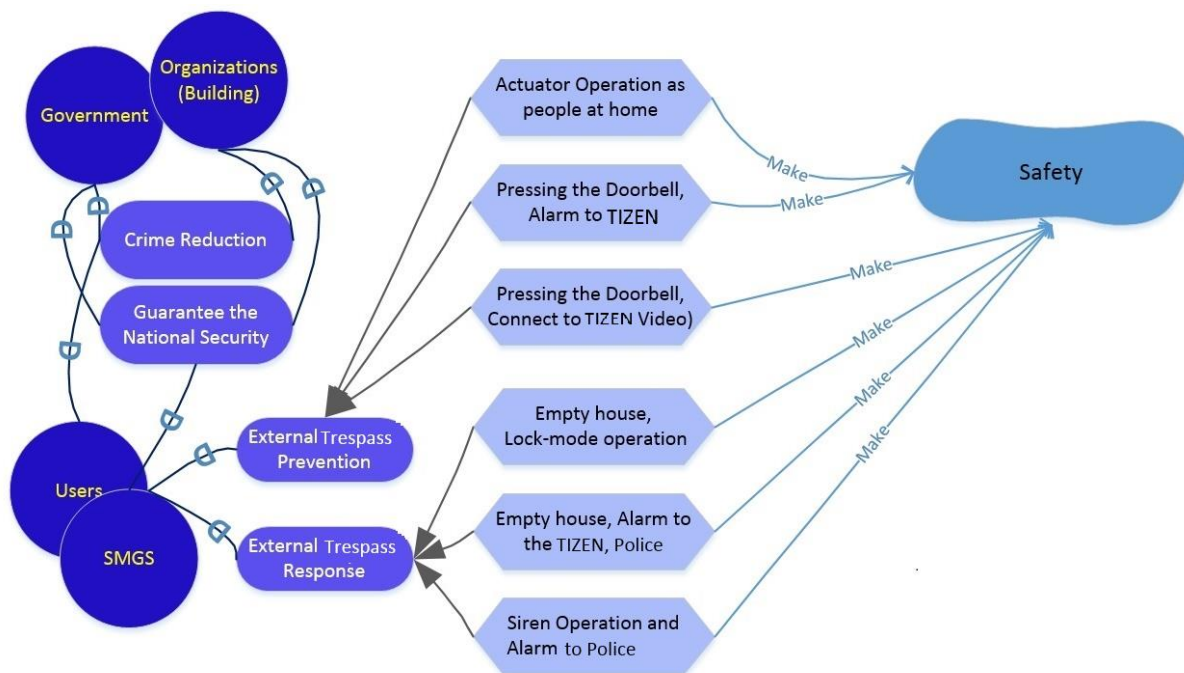 Organizations
(Building)
Government
Crime Reduction
Guarantee the
National Security
Users
SMGS
External Trespass
Prevention
External Trespass
Response
D
D
D
D
D
D
D
D
Actuator Operation as
people at home
Pressing the Doorbell,
Alarm to TIZEN
Pressing the Doorbell,
Connect to TIZEN Video)
Empty house,
Lock-mode operation
Empty house, Alarm to
the TIZEN, Police
Siren Operation and
Alarm to Police
Make
Make
Make
Make
Make
Make
Safety